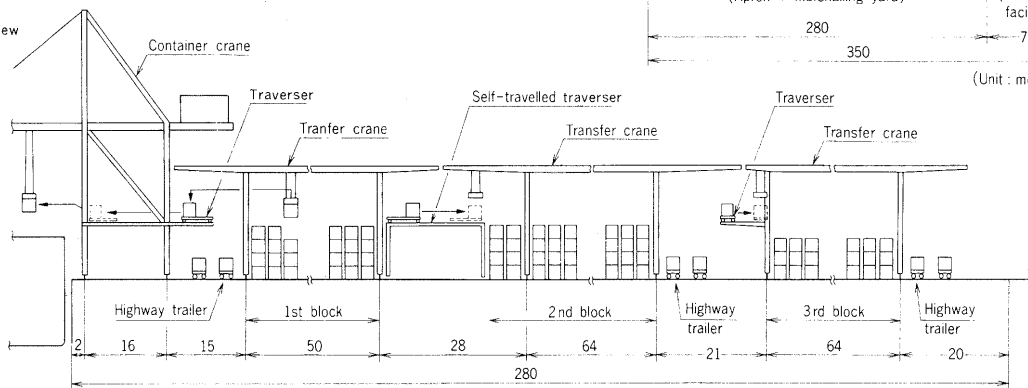 (Apron + marshalling yard)
faci
280
7
350
(Unit : m
ew
Container crane
Traverser
Self-travelled traverser
Traverser
Tranfer crane
Transfer crane
Transfer crane
Highway trailer
1st block
2nd block
Highway
trailer
3rd block
Highway
trailer
2
16
15
50
28
64
21
64
20
280